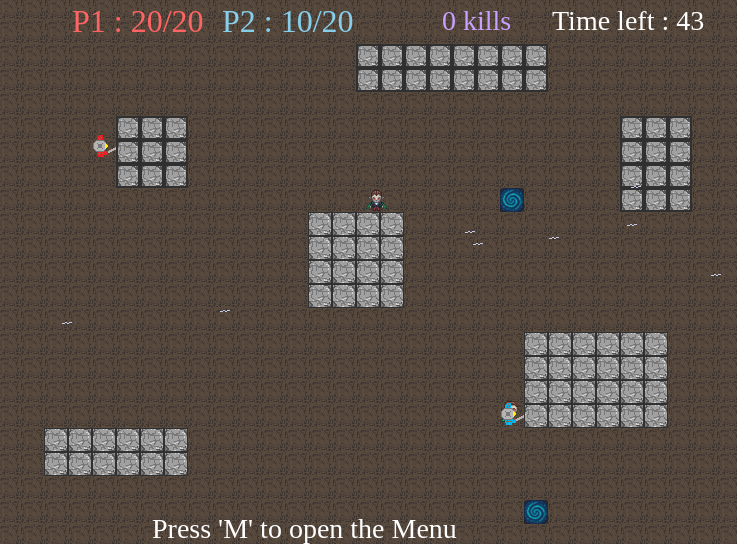 P1 : 20/20 P2 : 10/20 0 kills Time left : 43
Press 'M' to open the Menu